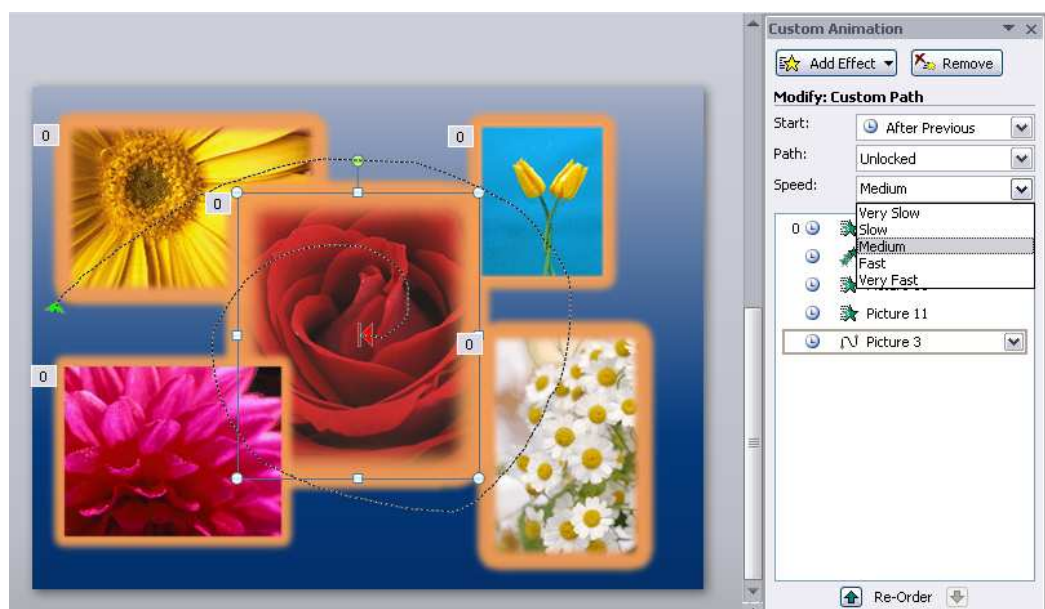 0
0
0
0
0
Custom Animation
Add Effect
Remove
Modify: Custom Path
Start:
After Previous
Path:
Unlocked
Speed:
Medium
Very Slow
Slow
Medium
Fast
Very Fast
0
Picture 11
Picture 3
Re-Order